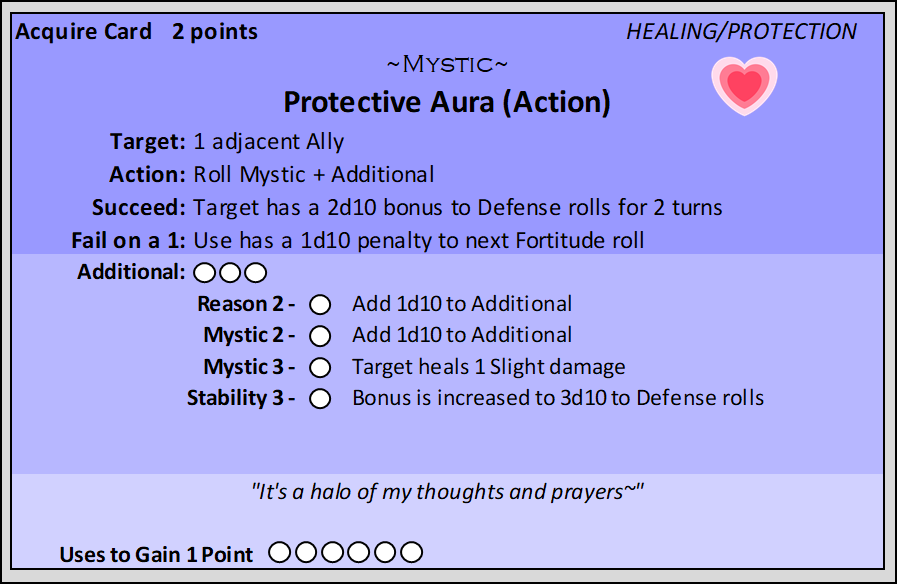 Acquire Card 2 points HEALING/PROTECTION
~Mystic~
Protective Aura (Action)
Target: 1 adjacent Ally
Action: Roll Mystic + Additional
Succeed: Target has a 2d10 bonus to Defense rolls for 2 turns
Fail on a 1: Use has a 1d10 penalty to next Fortitude roll
Additional:
Reason 2 - Add 1d10 to Additional
Mystic 2 - Add 1d10 to Additional
Mystic 3 - Target heals 1 Slight damage
Stability 3 - Bonus is increased to 3d10 to Defense rolls
"It's a halo of my thoughts and prayers~"
Uses to Gain 1 Point